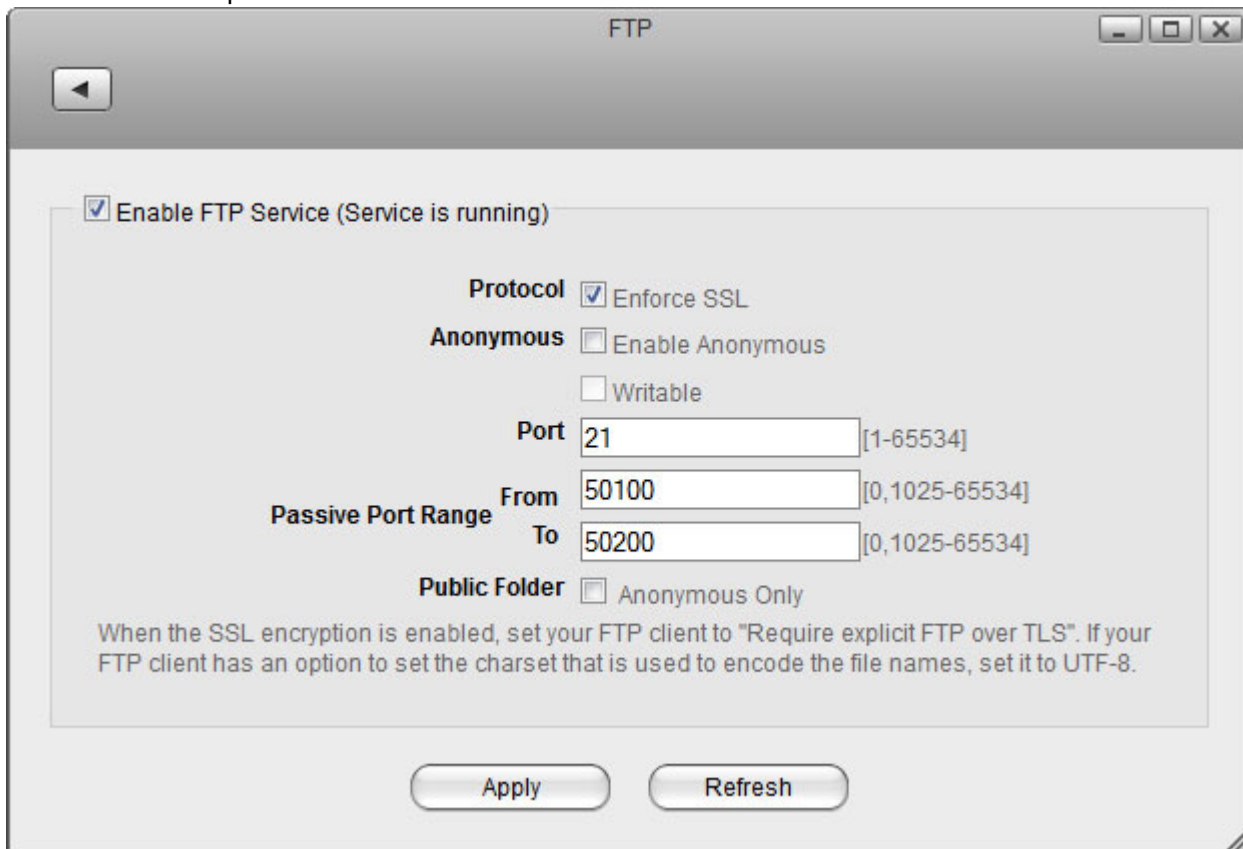 FTP
Enable FTP Service (Service is running)
Protocol Enforce SSL
Anonymous Enable Anonymous
Writable
Port 21 [1-65534]
Passive Port Range From 50100 [0,1025-65534]
To 50200 [0,1025-65534]
Public Folder Anonymous Only
When the SSL encryption is enabled, set your FTP client to "Require explicit FTP over TLS". If your
FTP client has an option to set the charset that is used to encode the file names, set it to UTF-8.
Apply Refresh